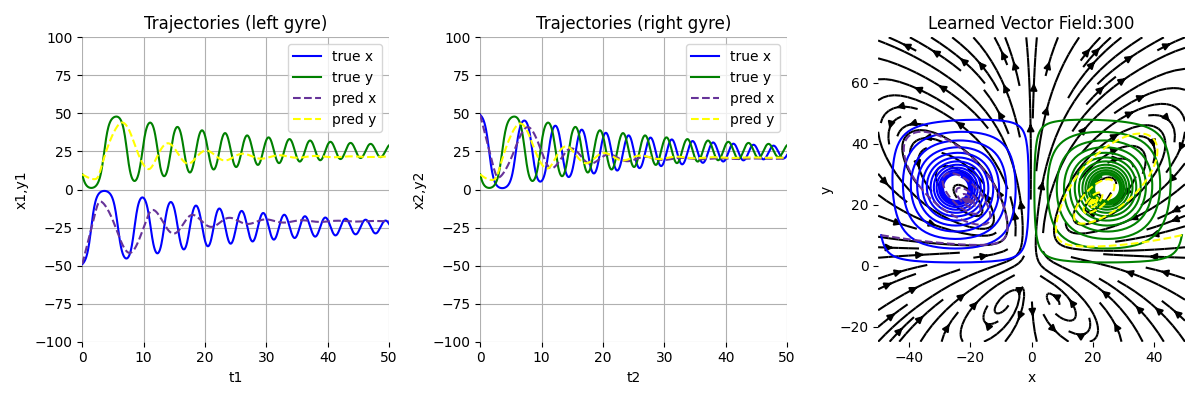 Trajectories (left gyre)
100
75
50
25
0
−25
−50
−75
−100
0
10
20
30
40
50
x1,y1
t1
true x
true y
pred x
pred y
Trajectories (right gyre)
100
75
50
25
0
−25
−50
−75
−100
0
10
20
30
40
50
x2,y2
t2
true x
true y
pred x
pred y
Learned Vector Field:300
60
40
20
0
−20
−40
−20
0
20
40
y
x